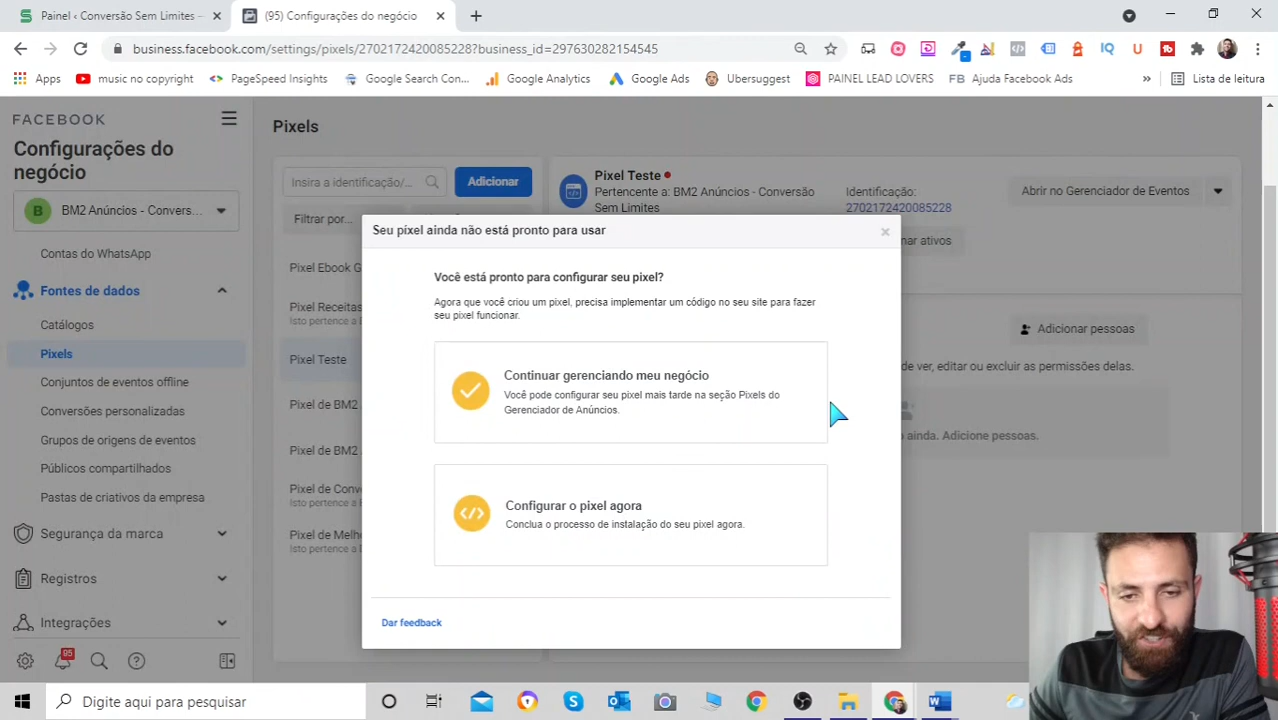 Painel < Conversão Sem Limites –
(95) Configurações do negócio
business.facebook.com/settings/pixels/2702172420085228?business_id=297630282154545
Apps
music no copyright
PageSpeed Insights
Google Search Con...
Google Analytics
Google Ads
Ubersuggest
PAINEL LEAD LOVERS
FB Ajuda Facebook Ads
»
Lista de leitura
FACEBOOK
Configurações do
negócio
B BM2 Anúncios - Convers...
Contas do WhatsApp
Fontes de dados
Catálogos
Pixels
Conjuntos de eventos offline
Conversões personalizadas
Grupos de origens de eventos
Públicos compartilhados
Pastas de criativos da empresa
Segurança da marca
Registros
Integrações
95
Pixels
Insira a identificação/...
Adicionar
Filtrar por...
Pixel Ebook G
Pixel Receitas
Isto pertence a
Pixel Teste
Pixel de BM2
Pixel de BM2
Pixel de Conv
Isto pertence a
Pixel de Melh
Isto pertence a
Pixel Teste
Pertencente a: BM2 Anúncios - Conversão
Sem Limites
Identificação:
2702172420085228
Abrir no Gerenciador de Eventos
nar ativos
Adicionar pessoas
de ver, editar ou excluir as permissões delas.
o ainda. Adicione pessoas.
Seu pixel ainda não está pronto para usar
Você está pronto para configurar seu pixel?
Agora que você criou um pixel, precisa implementar um código no seu site para fazer
seu pixel funcionar.
Continuar gerenciando meu negócio
Você pode configurar seu pixel mais tarde na seção Pixels do
Gerenciador de Anúncios.
Configurar o pixel agora
Conclua o processo de instalação do seu pixel agora.
Dar feedback
Digite aqui para pesquisar